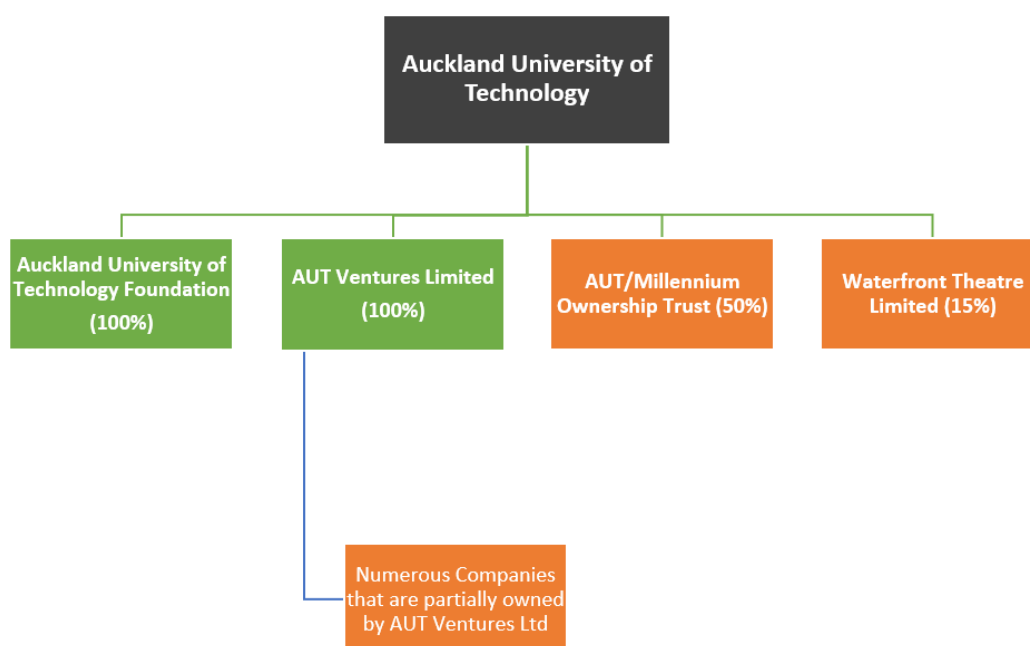 Auckland University of
Technology
Auckland University of
Technology Foundation
(100%)
AUT Ventures Limited
(100%)
AUT/Millennium
Ownership Trust (50%)
Waterfront Theatre
Limited (15%)
Numerous Companies
that are partially owned
by AUT Ventures Ltd